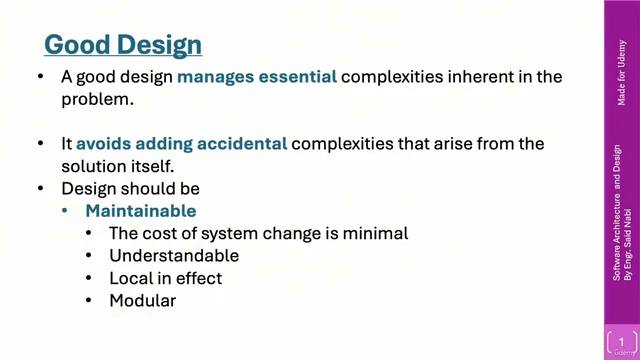 Good Design
• A good design manages essential complexities inherent in the
problem.
• It avoids adding accidental complexities that arise from the
solution itself.
• Design should be
• Maintainable
• The cost of system change is minimal
• Understandable
• Local in effect
• Modular
Made for Udemy
Software Architecture and Design
By Engr. Said Nabi
1
Udemy